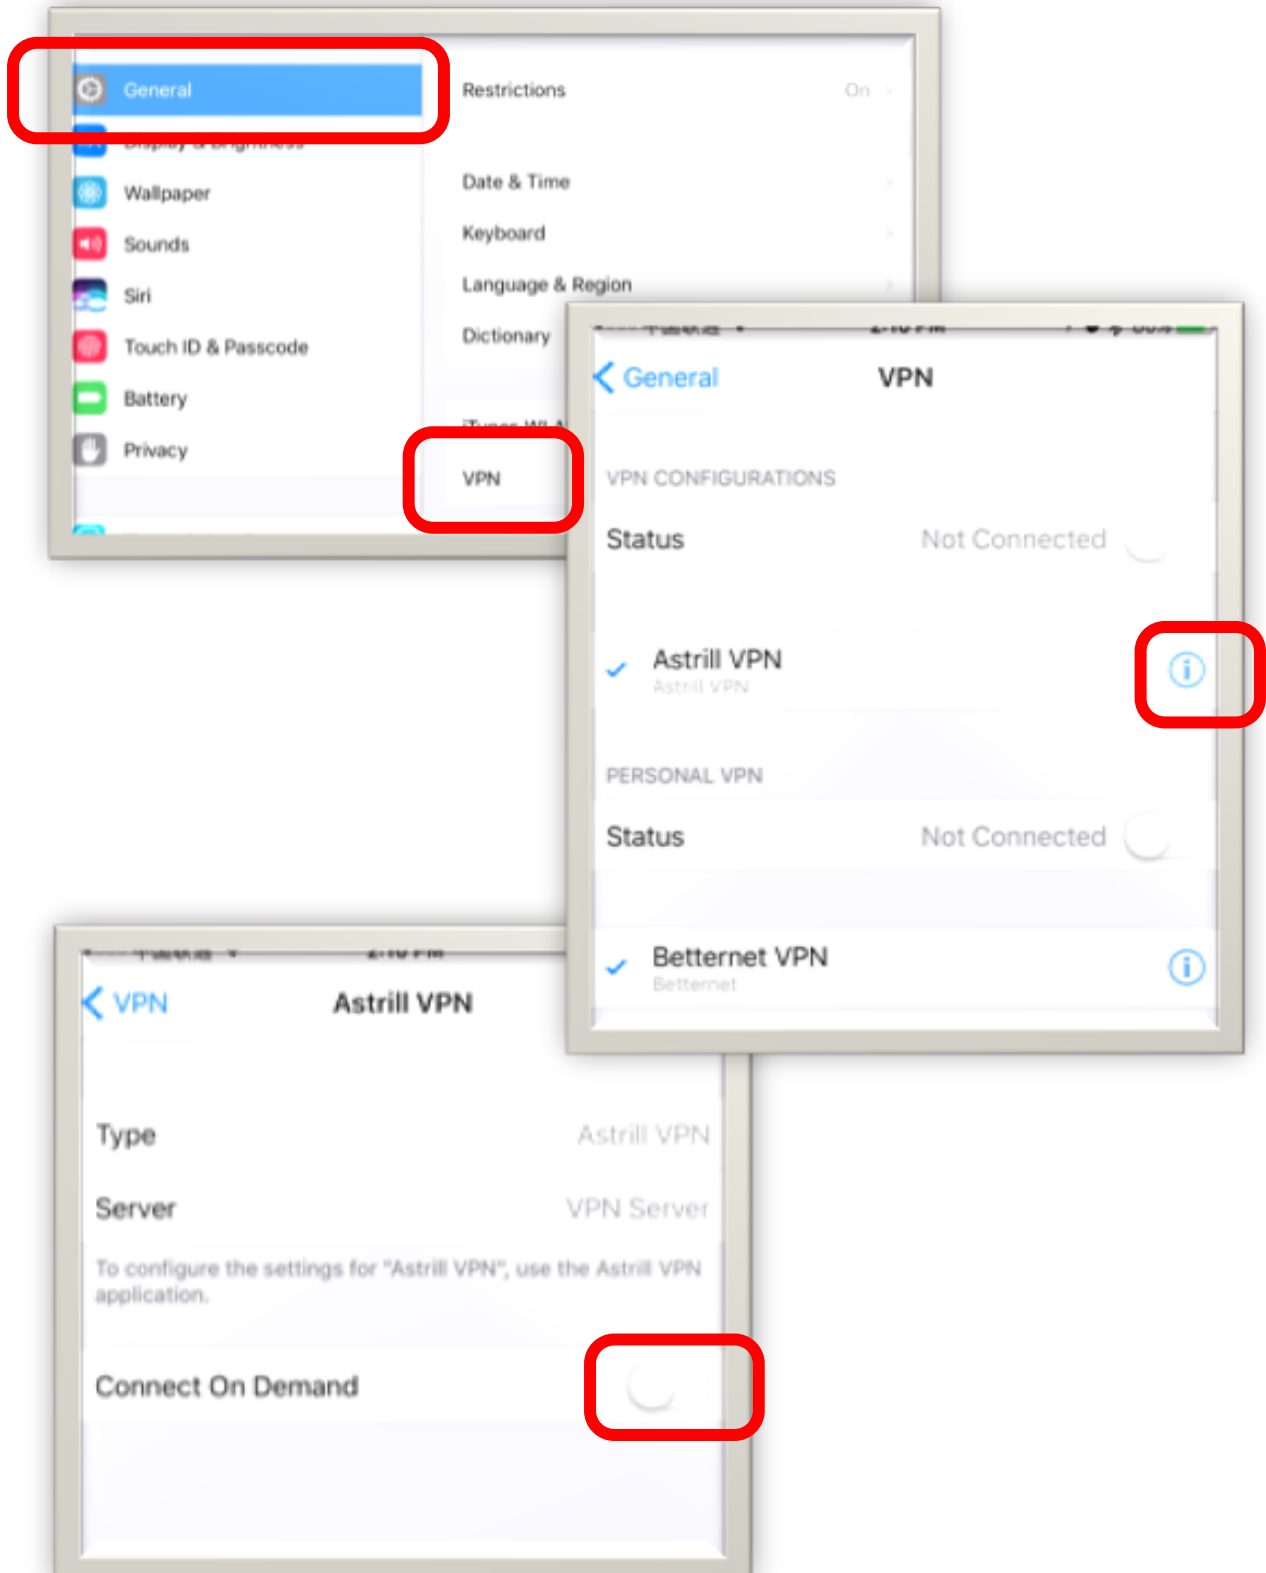 General
Display & Brightness
Wallpaper
Sounds
Siri
Touch ID & Passcode
Battery
Privacy
Restrictions On
Date & Time
Keyboard
Language & Region
Dictionary
VPN
General VPN
VPN CONFIGURATIONS
Status Not Connected
Astrill VPN
Astrill VPN
PERSONAL VPN
Status Not Connected
Betternet VPN
Betternet
VPN Astrill VPN
Type Astrill VPN
Server VPN Server
To configure the settings for "Astrill VPN", use the Astrill VPN
application.
Connect On Demand